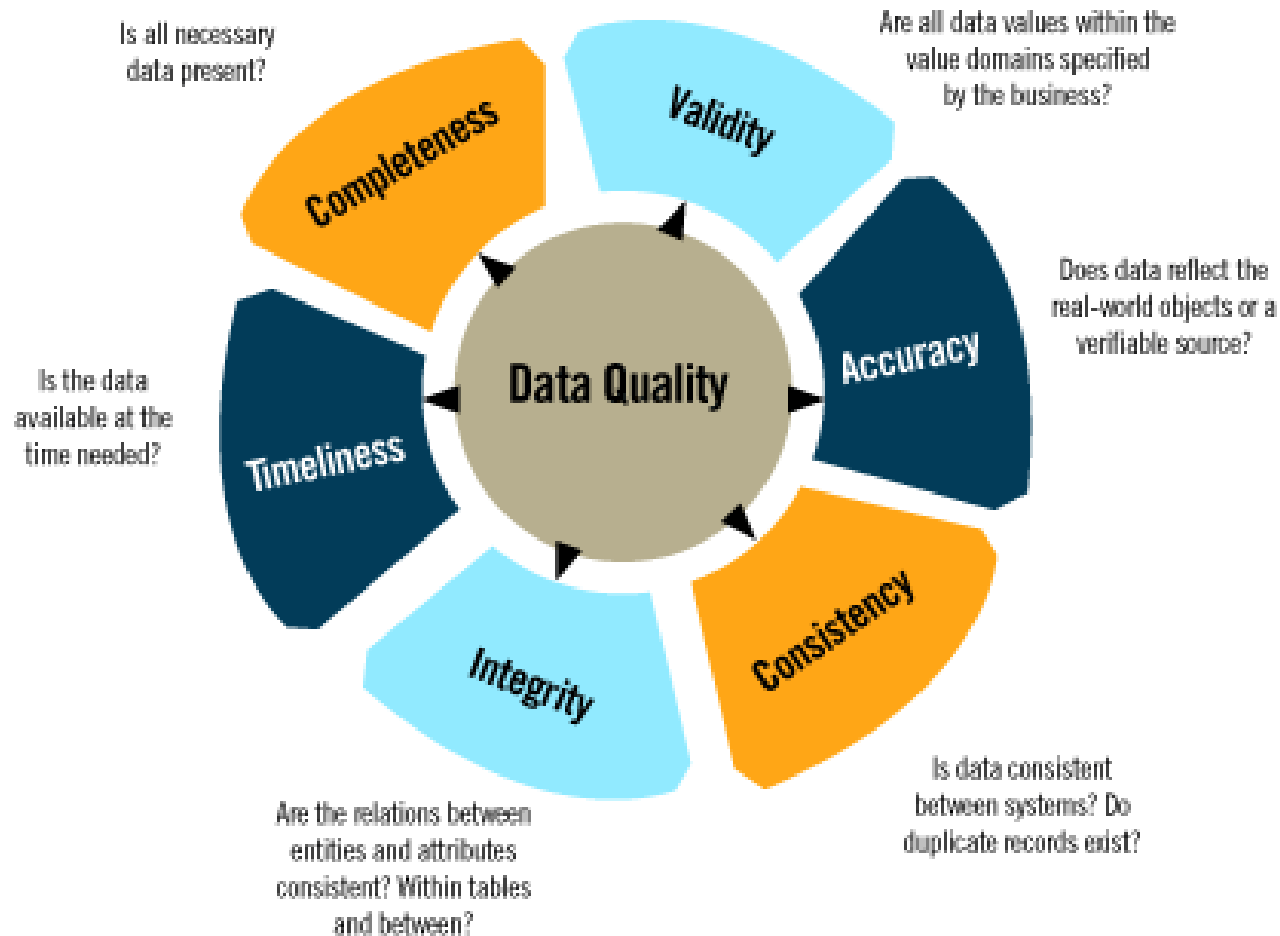 Is all necessary
data present?
Completeness
Validity
Are all data values within the
value domains specified
by the business?
Accuracy
Does data reflect the
real-world objects or a
verifiable source?
Data Quality
Is the data
available at the
time needed?
Timeliness
Integrity
Are the relations between
entities and attributes
consistent? Within tables
and between?
Consistency
Is data consistent
between systems? Do
duplicate records exist?